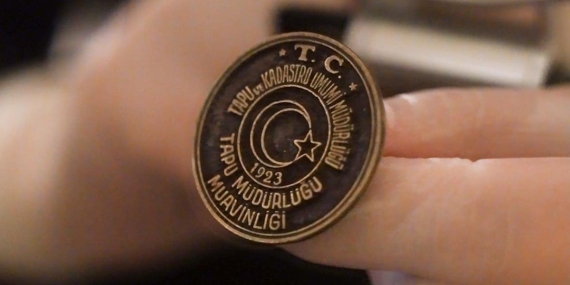 ★ T. C. ★
TAPU ve KADASTRO UMUMİ MÜDÜRLÜĞÜ
1923
TAPU MÜDÜRLÜĞÜ
MUAVİNLİĞİ